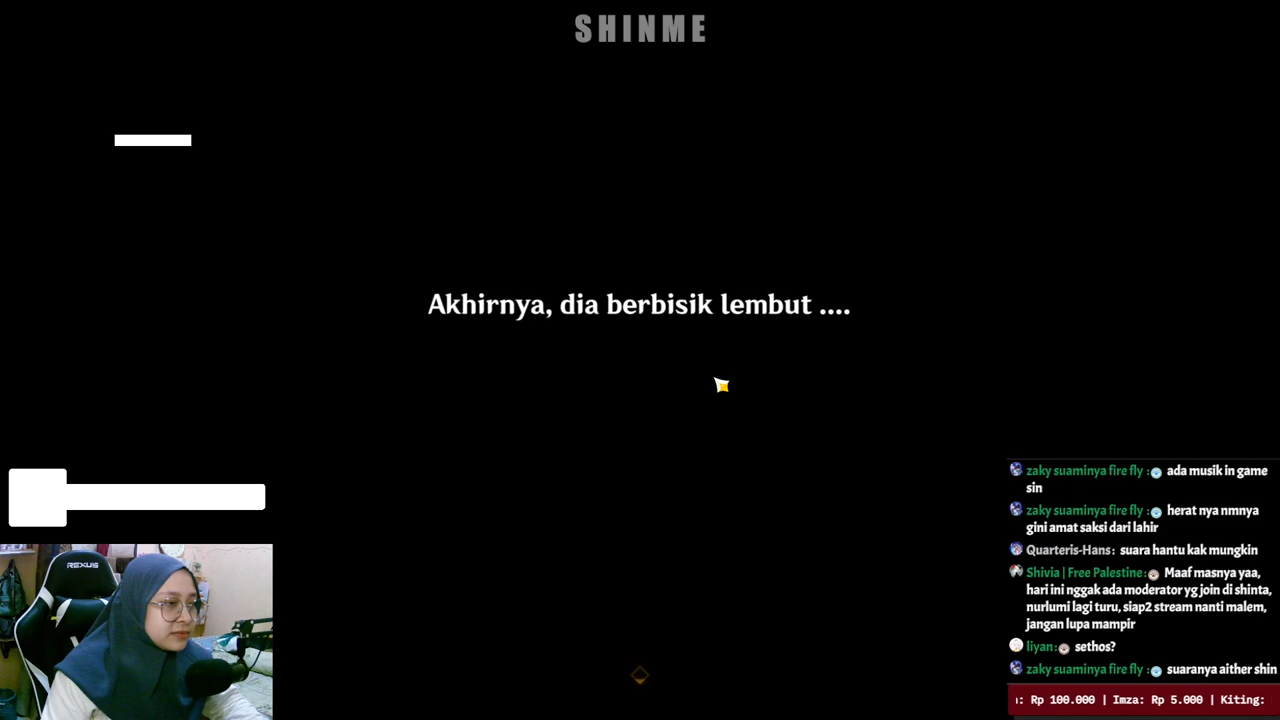 SHINME
Akhirnya, dia berbisik lembut ....
zaky suaminya fire fly : ada musik in game
sin
zaky suaminya fire fly : herat nya nmnya
gini amat saksi dari lahir
Quarteris-Hans: suara hantu kak mungkin
Shivia | Free Palestine: Maaf masnya yaa,
hari ini nggak ada moderator yg join di shinta,
nurlumi lagi turu, siap2 stream nanti malem,
jangan lupa mampir
liyan: sethos?
zaky suaminya fire fly : suaranya aither shin
: Rp 100.000 | Imza: Rp 5.000 | Kiting:
REXUS